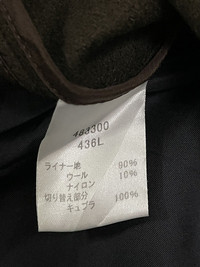 483300
436L
ライナー地
ウール 90%
ナイロン 10%
切り替え部分
キュプラ 100%